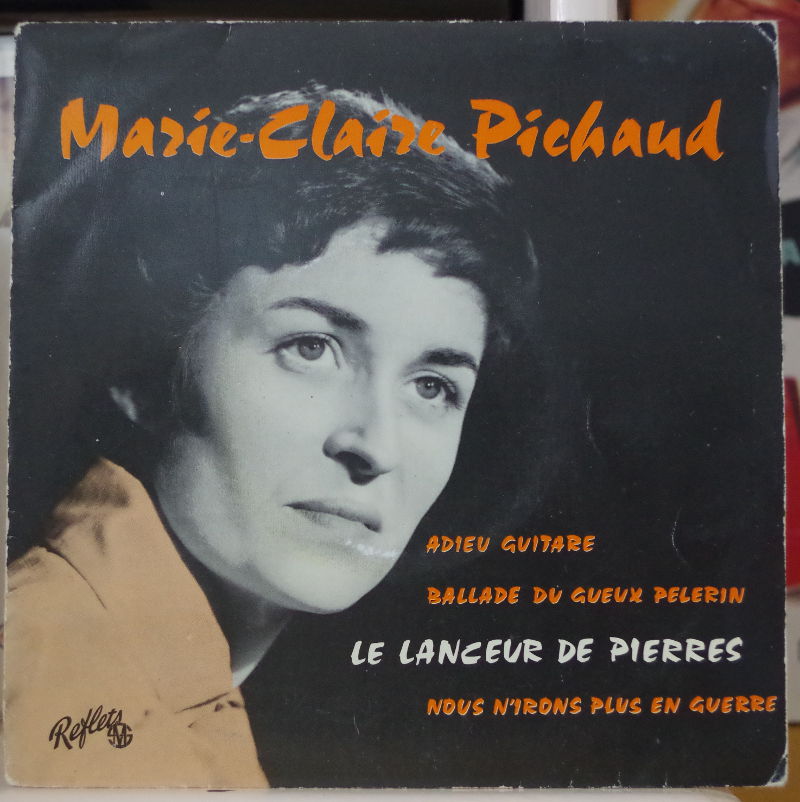 Marie-Claire Pichaud
ADIEU GUITARE
BALLADE DU GUEUX PELERIN
LE LANCEUR DE PIERRES
NOUS N'IRONS PLUS EN GUERRE
Reflets
SM